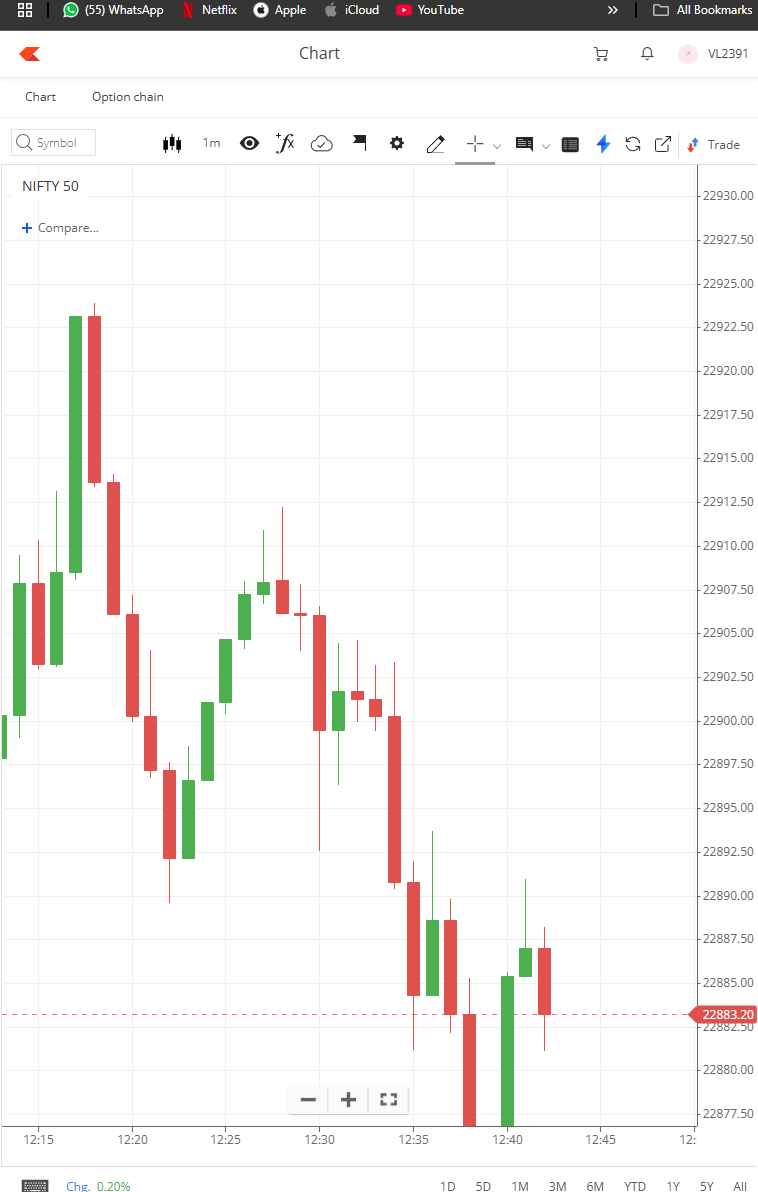 (55) WhatsApp Netflix Apple iCloud YouTube » All Bookmarks
Chart VL2391
Chart Option chain
Symbol 1m Trade
NIFTY 50
+ Compare...
22930.00
22927.50
22925.00
22922.50
22920.00
22917.50
22915.00
22912.50
22910.00
22907.50
22905.00
22902.50
22900.00
22897.50
22895.00
22892.50
22890.00
22887.50
22885.00
22883.20
22882.50
22880.00
22877.50
12:15 12:20 12:25 12:30 12:35 12:40 12:45 12:
Chg. 0.20% 1D 5D 1M 3M 6M YTD 1Y 5Y All